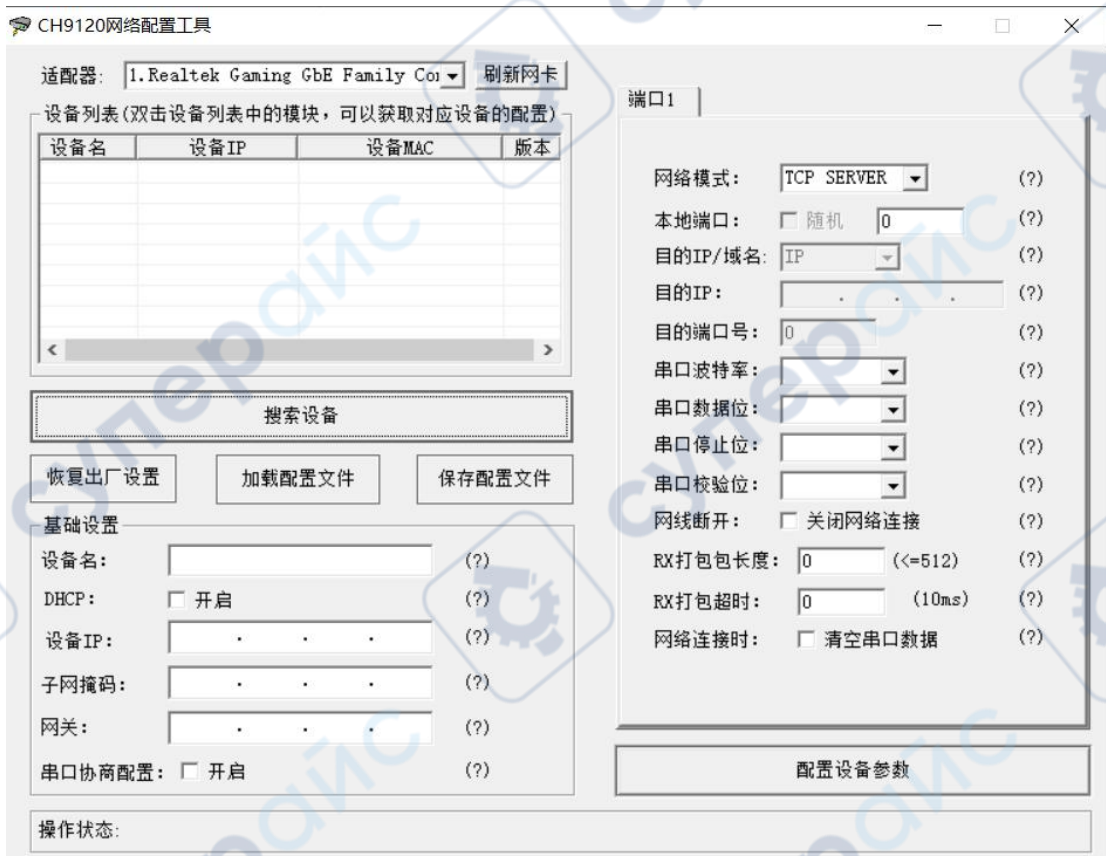 CH9120网络配置工具
适配器: 1.Realtek Gaming GbE Family Co 刷新网卡
设备列表(双击设备列表中的模块，可以获取对应设备的配置)
设备名 设备IP 设备MAC 版本
搜索设备
恢复出厂设置 加载配置文件 保存配置文件
基础设置
设备名: (?)
DHCP: 开启 (?)
设备IP: . . . (?)
子网掩码: . . . (?)
网关: . . . (?)
串口协商配置: 开启 (?)
端口1
网络模式: TCP SERVER (?)
本地端口: 随机 0 (?)
目的IP/域名: IP (?)
目的IP: . . . (?)
目的端口号: 0 (?)
串口波特率: (?)
串口数据位: (?)
串口停止位: (?)
串口校验位: (?)
网线断开: 关闭网络连接 (?)
RX打包包长度: 0 (<=512) (?)
RX打包超时: 0 (10ms) (?)
网络连接时: 清空串口数据 (?)
配置设备参数
操作状态:
суперайс
суперайс
суперайс
суперайс